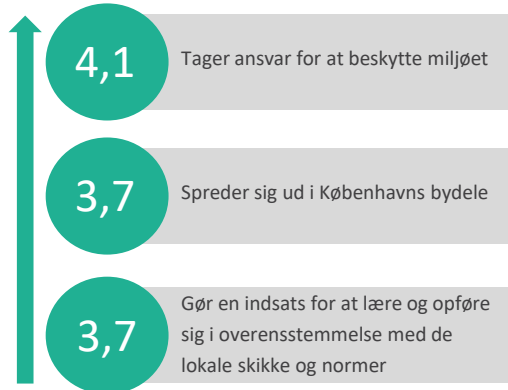 4,1
Tager ansvar for at beskytte miljøet
3,7
Spreder sig ud i Københavns bydele
3,7
Gør en indsats for at lære og opføre
sig i overensstemmelse med de
lokale skikke og normer